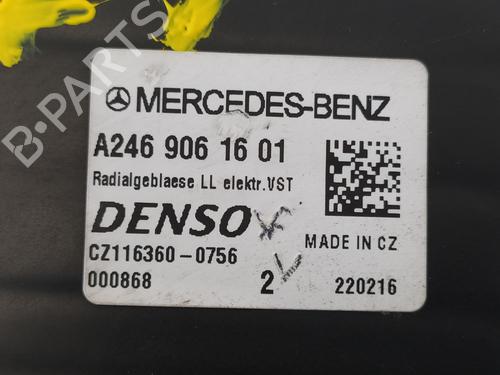 MERCEDES-BENZ
A246 906 16 01
Radialgeblaese LL elektr.VST
DENSO
MADE IN CZ
CZ116360-0756
000868 2 220216
B-PARTS